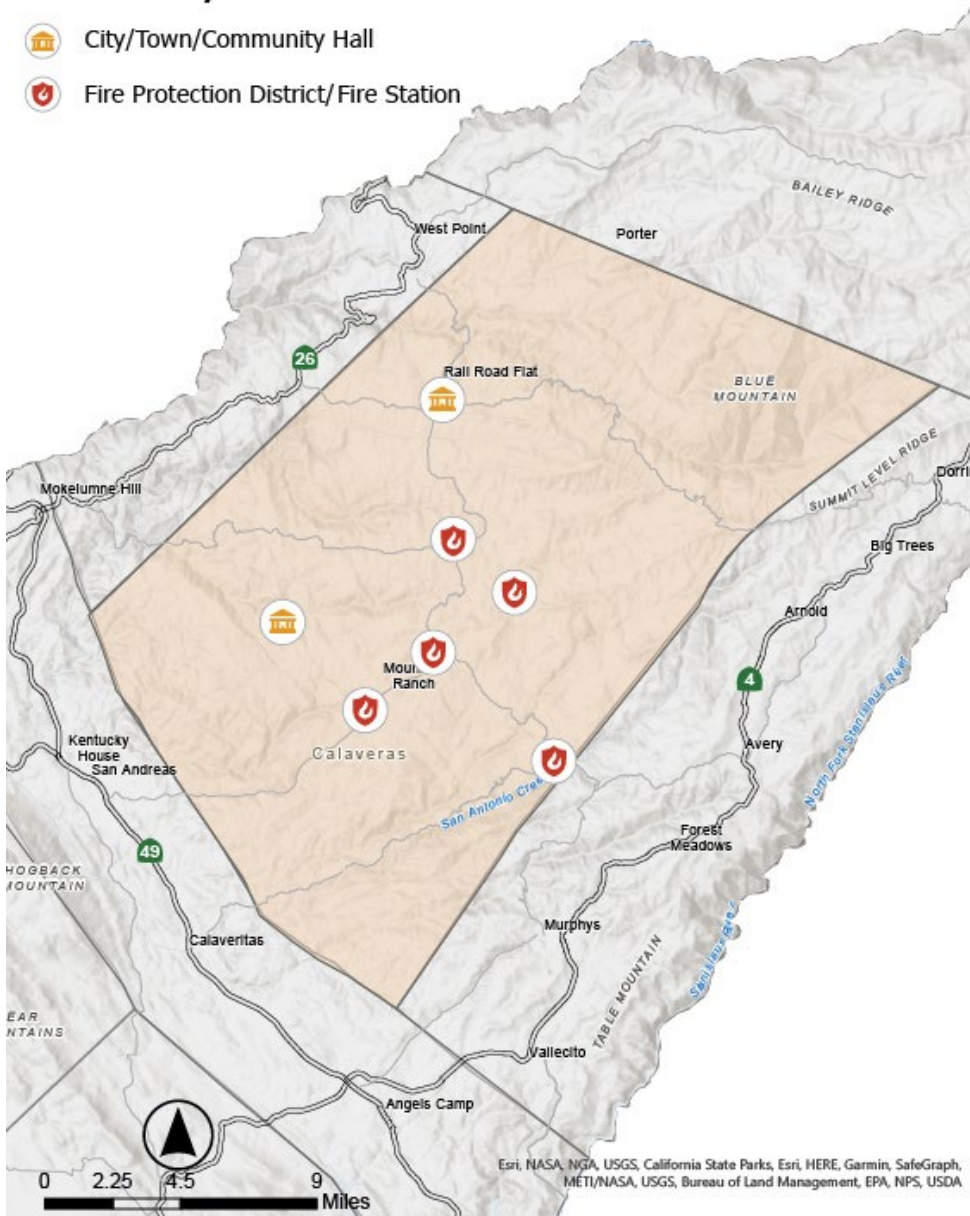 City/Town/Community Hall
Fire Protection District/Fire Station
BAILEY RIDGE
West Point
Porter
26
Rail Road Flat
BLUE
MOUNTAIN
SUMMIT LEVEL RIDGE
Mokelumne Hill
Big Trees
Arnold
4
North Fork Stanislaus River
Ranch
Kentucky
House
San Andreas
Calaveras
Avery
San Antonio Cree
49
Forest
Meadows
HOGBACK
MOUNTAIN
Murphys
Calaveritas
TABLE MOUNTAIN
EAR
NTAINS
Vallecito
Angels Camp
0 2.25 4.5 9
Miles
Esri, NASA, NGA, USGS, California State Parks, Esri, HERE, Garmin, SafeGraph,
METI/NASA, USGS, Bureau of Land Management, EPA, NPS, USDA